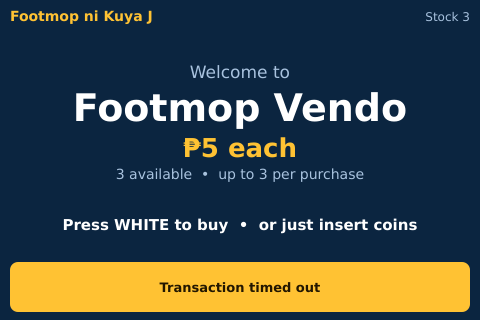 Footmop ni Kuya J
Stock 3
Welcome to
Footmop Vendo
₱5 each
3 available • up to 3 per purchase
Press WHITE to buy • or just insert coins
Transaction timed out